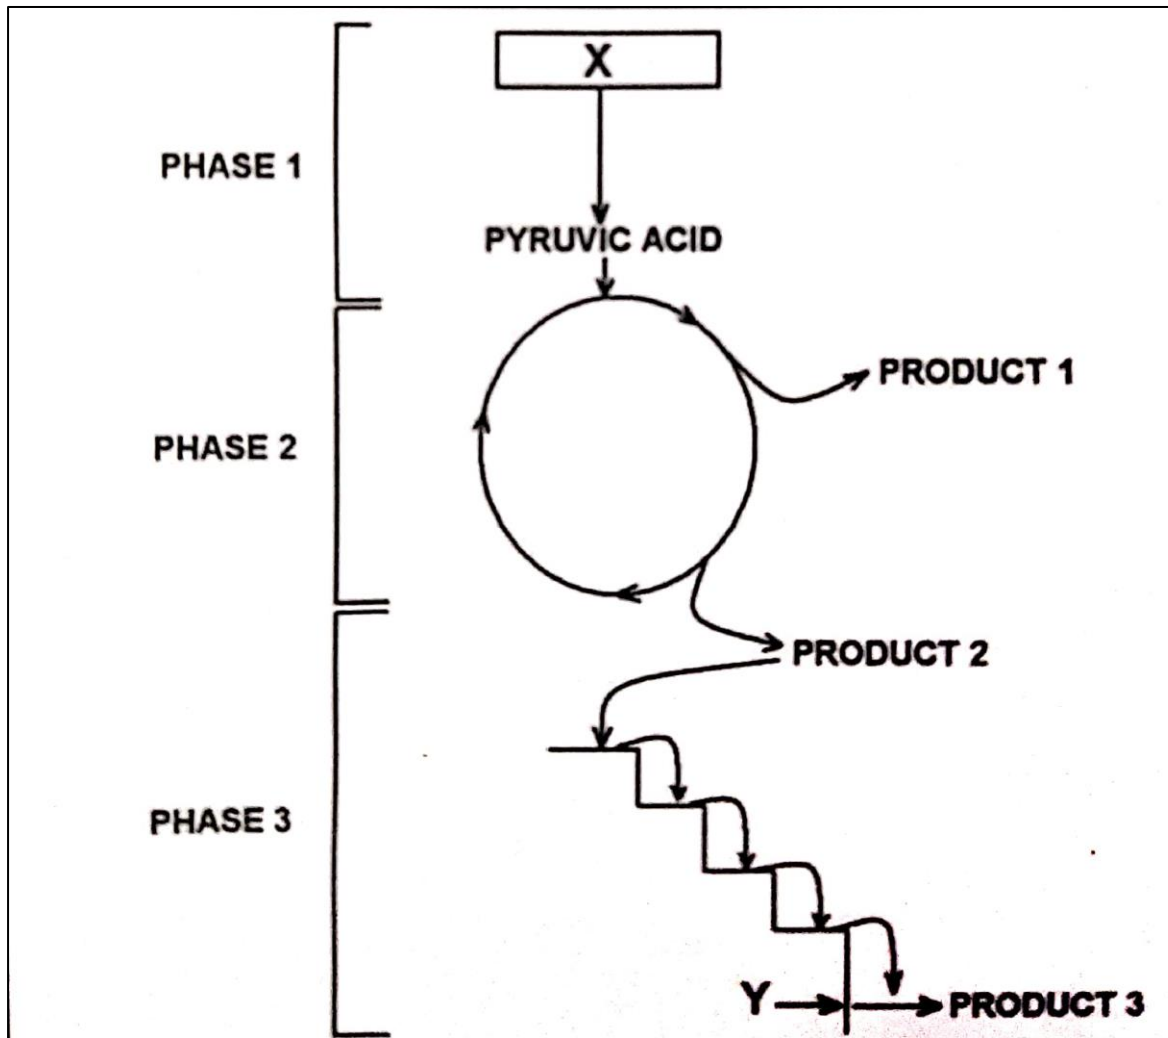 X
PHASE 1
PYRUVIC ACID
PRODUCT 1
PHASE 2
PRODUCT 2
PHASE 3
Y
PRODUCT 3